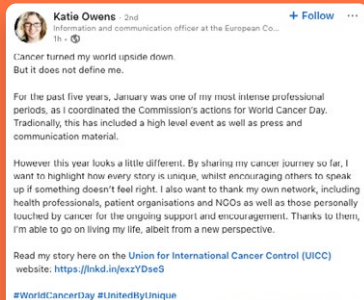 Katie Owens · 2nd
+ Follow ...
Information and communication officer at the European Co...
1h ·
Cancer turned my world upside down.
But it does not define me.
For the past five years, January was one of my most intense professional
periods, as I coordinated the Commission's actions for World Cancer Day.
Tradionally, this has included a high level event as well as press and
communication material.
However this year looks a little different. By sharing my cancer journey so far, I
want to highlight how every story is unique, whilst encouraging others to speak
up if something doesn't feel right. I also want to thank my own network, including
health professionals, patient organisations and NGOs as well as those personally
touched by cancer for the ongoing support and encouragement. Thanks to them,
I'm able to go on living my life, albeit from a new perspective.
Read my story here on the Union for International Cancer Control (UICC)
website: https://lnkd.in/exzYDseS
#WorldCancerDay #UnitedByUnique